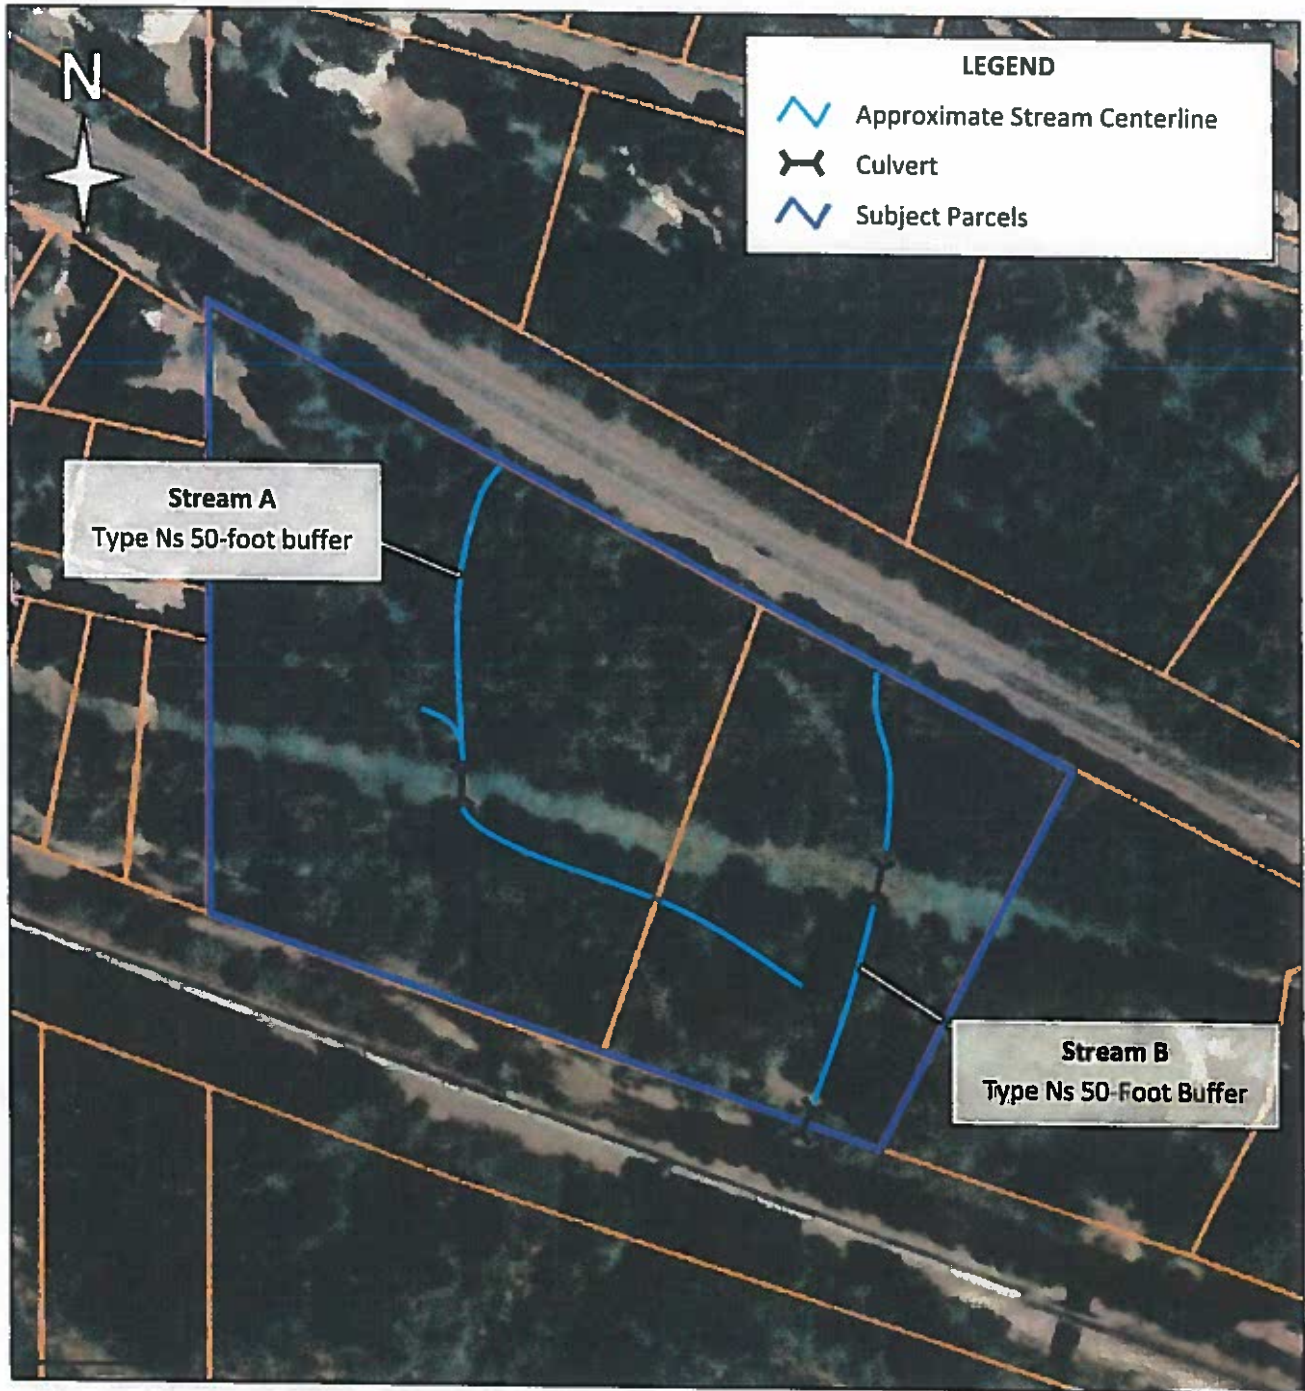 N
LEGEND
Approximate Stream Centerline
Culvert
Subject Parcels
Stream A
Type Ns 50-foot buffer
Stream B
Type Ns 50-Foot Buffer